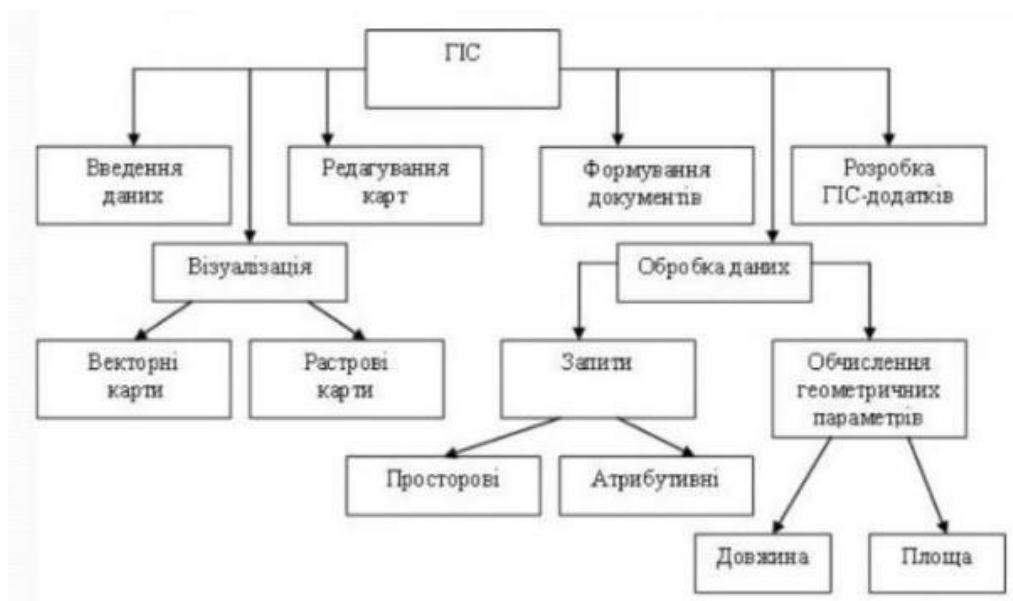 ГІС
Введення
даних
Редагування
карт
Формування
документів
Розробка
ГІС-додатків
Візуалізація
Обробка даних
Векторні
карти
Растрові
карти
Запити
Обчислення
геометричних
параметрів
Просторові
Атрибутивні
Довжина
Площа